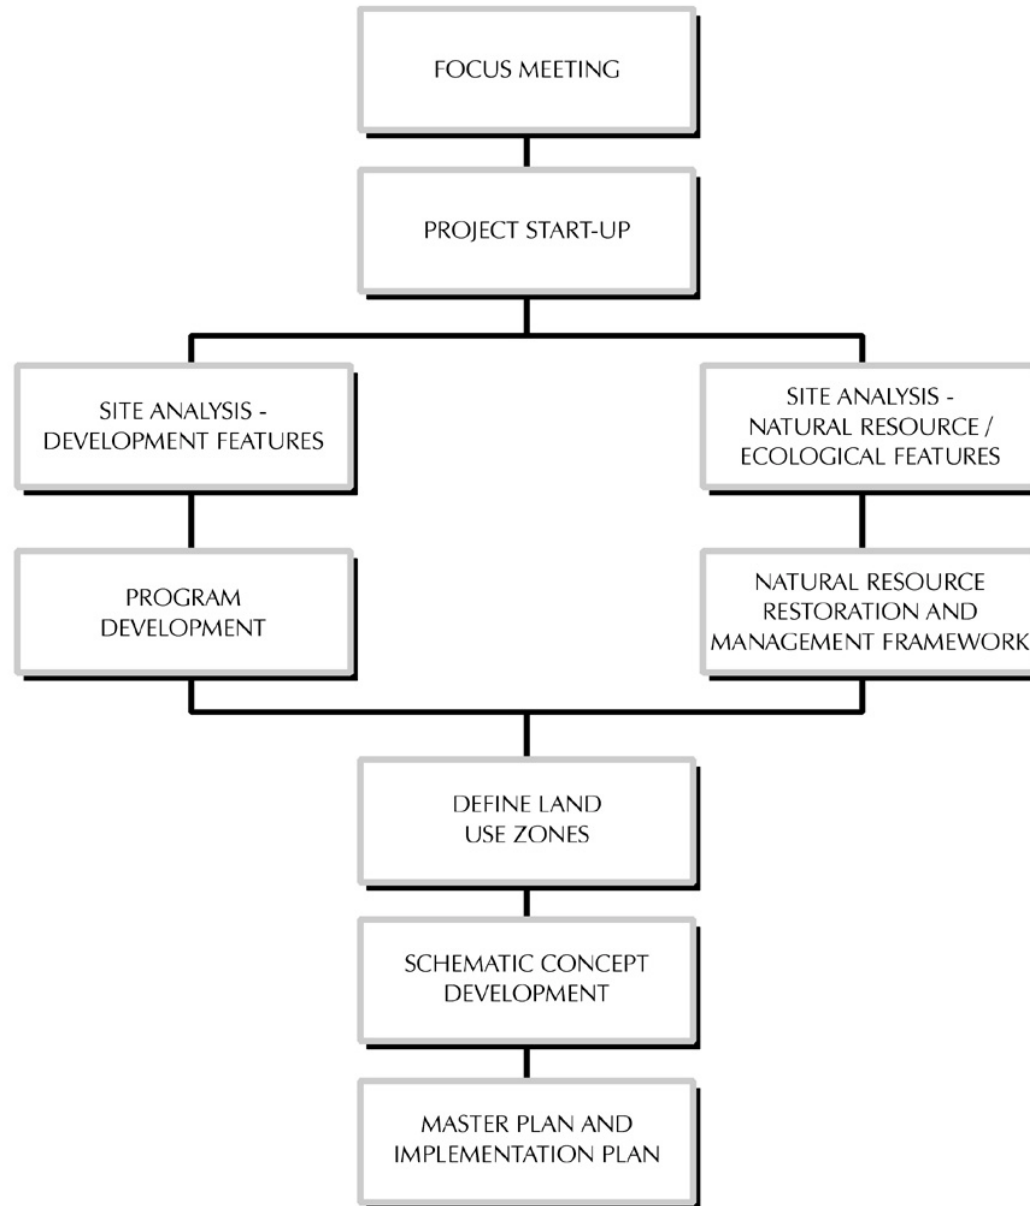 FOCUS MEETING
PROJECT START-UP
SITE ANALYSIS -
DEVELOPMENT FEATURES
SITE ANALYSIS -
NATURAL RESOURCE /
ECOLOGICAL FEATURES
PROGRAM
DEVELOPMENT
NATURAL RESOURCE
RESTORATION AND
MANAGEMENT FRAMEWORK
DEFINE LAND
USE ZONES
SCHEMATIC CONCEPT
DEVELOPMENT
MASTER PLAN AND
IMPLEMENTATION PLAN